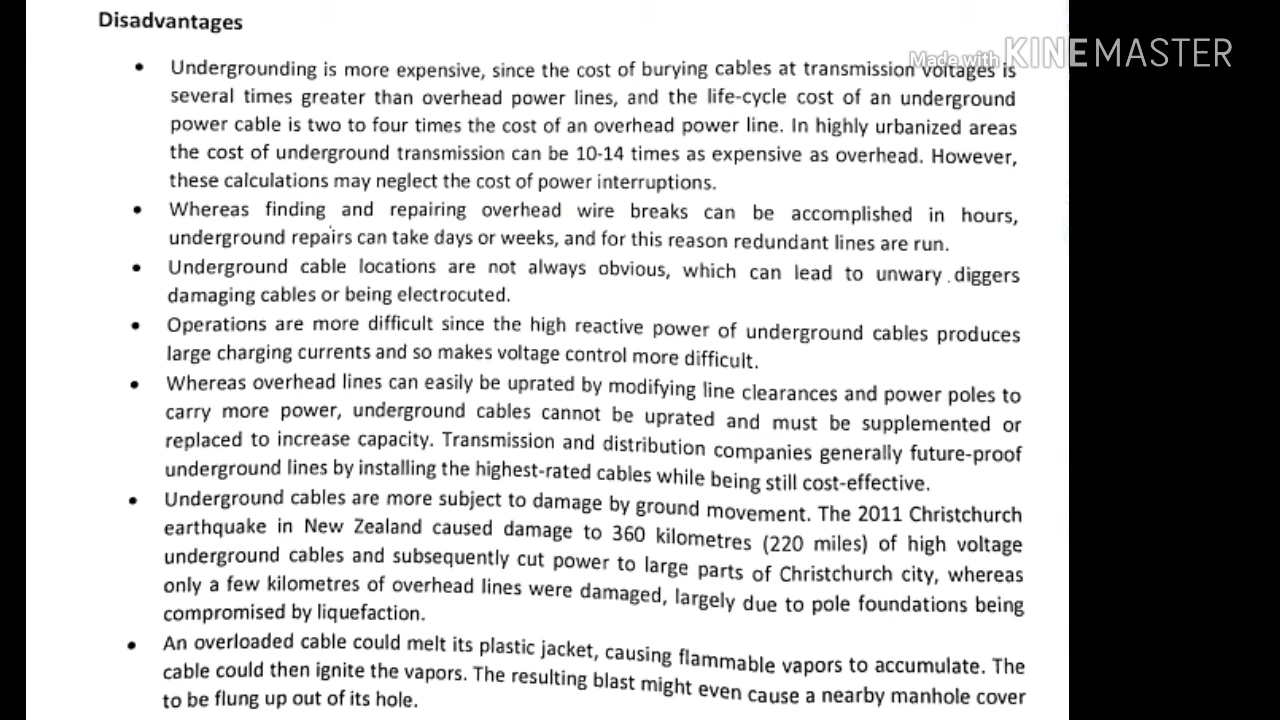 Disadvantages
Made with KINEMASTER
• Undergrounding is more expensive, since the cost of burying cables at transmission voltages is
several times greater than overhead power lines, and the life-cycle cost of an underground
power cable is two to four times the cost of an overhead power line. In highly urbanized areas
the cost of underground transmission can be 10-14 times as expensive as overhead. However,
these calculations may neglect the cost of power interruptions.
• Whereas finding and repairing overhead wire breaks can be accomplished in hours,
underground repairs can take days or weeks, and for this reason redundant lines are run.
• Underground cable locations are not always obvious, which can lead to unwary diggers
damaging cables or being electrocuted.
• Operations are more difficult since the high reactive power of underground cables produces
large charging currents and so makes voltage control more difficult.
• Whereas overhead lines can easily be uprated by modifying line clearances and power poles to
carry more power, underground cables cannot be uprated and must be supplemented or
replaced to increase capacity. Transmission and distribution companies generally future-proof
underground lines by installing the highest-rated cables while being still cost-effective.
• Underground cables are more subject to damage by ground movement. The 2011 Christchurch
earthquake in New Zealand caused damage to 360 kilometres (220 miles) of high voltage
underground cables and subsequently cut power to large parts of Christchurch city, whereas
only a few kilometres of overhead lines were damaged, largely due to pole foundations being
compromised by liquefaction.
• An overloaded cable could melt its plastic jacket, causing flammable vapors to accumulate. The
cable could then ignite the vapors. The resulting blast might even cause a nearby manhole cover
to be flung up out of its hole.